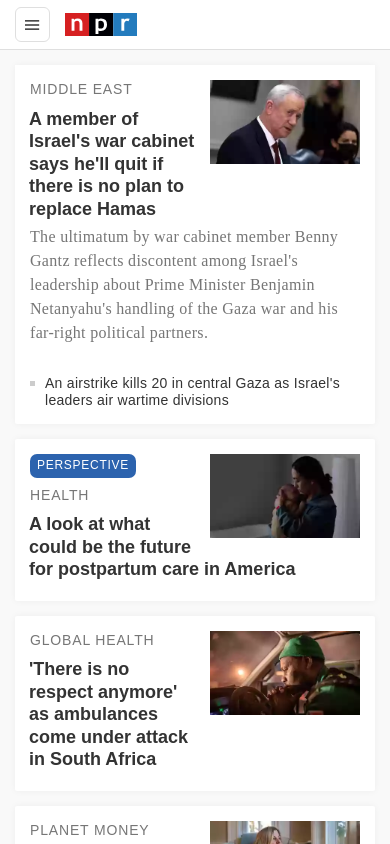 npr
MIDDLE EAST
A member of
Israel's war cabinet
says he'll quit if
there is no plan to
replace Hamas
The ultimatum by war cabinet member Benny
Gantz reflects discontent among Israel's
leadership about Prime Minister Benjamin
Netanyahu's handling of the Gaza war and his
far-right political partners.
An airstrike kills 20 in central Gaza as Israel's
leaders air wartime divisions
PERSPECTIVE
HEALTH
A look at what
could be the future
for postpartum care in America
GLOBAL HEALTH
'There is no
respect anymore'
as ambulances
come under attack
in South Africa
PLANET MONEY